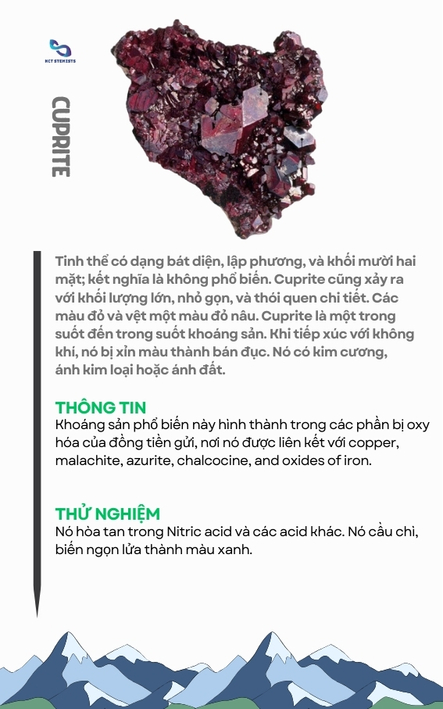 NCT STEM SETS
CUPRITE
Tinh thể có dạng bát diện, lập phương, và khối mười hai
mặt; kết nghĩa là không phổ biến. Cuprite cũng xảy ra
với khối lượng lớn, nhỏ gọn, và thói quen chi tiết. Các
màu đỏ và vệt một màu đỏ nâu. Cuprite là một trong
suốt đến trong suốt khoáng sản. Khi tiếp xúc với không
khí, nó bị xỉn màu thành bán đục. Nó có kim cương,
ánh kim loại hoặc ánh đất.
THÔNG TIN
Khoáng sản phổ biến này hình thành trong các phần bị oxy
hóa của đồng tiền gửi, nơi nó được liên kết với copper,
malachite, azurite, chalcocine, and oxides of iron.
THỬ NGHIỆM
Nó hòa tan trong Nitric acid và các acid khác. Nó cầu chì,
biến ngọn lửa thành màu xanh.